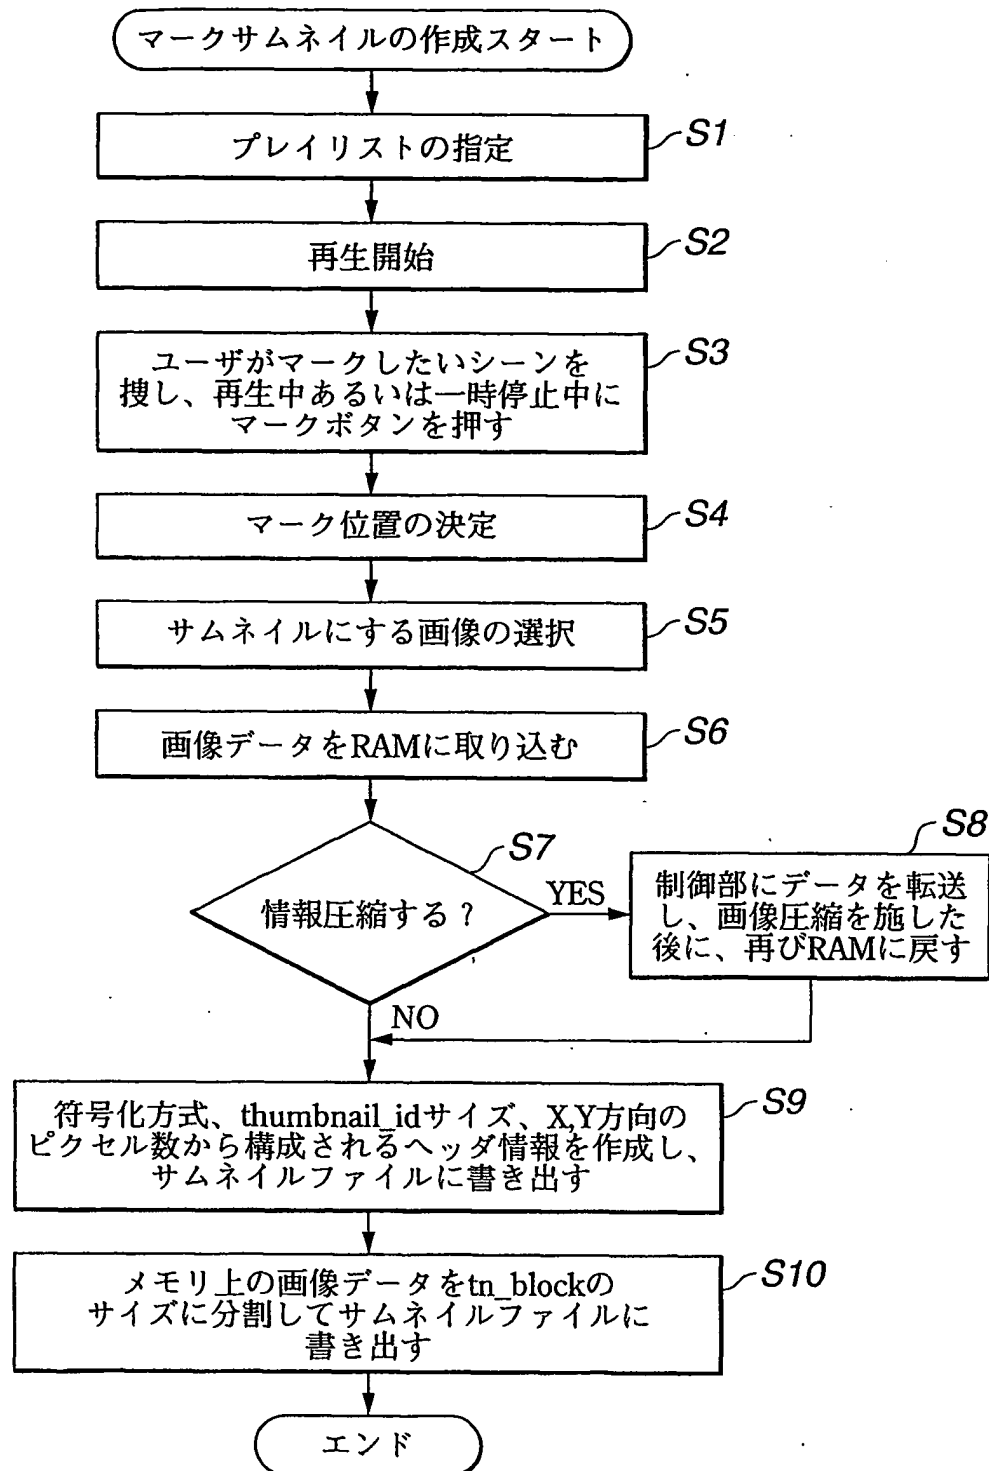 マークサムネイルの作成スタート
プレイリストの指定
S1
再生開始
S2
ユーザがマークしたいシーンを
捜し、再生中あるいは一時停止中に
マークボタンを押す
S3
マーク位置の決定
S4
サムネイルにする画像の選択
S5
画像データをRAMに取り込む
S6
情報圧縮する？
S7
YES
制御部にデータを転送
し、画像圧縮を施した
後に、再びRAMに戻す
S8
NO
符号化方式、thumbnail_idサイズ、X,Y方向の
ピクセル数から構成されるヘッダ情報を作成し、
サムネイルファイルに書き出す
S9
メモリ上の画像データをtn_blockの
サイズに分割してサムネイルファイルに
書き出す
S10
エンド